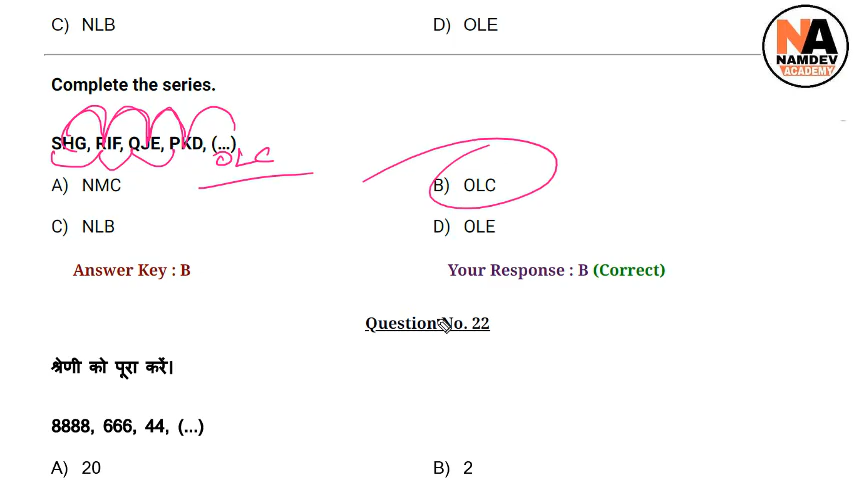 C) NLB
D) OLE
NA
NAMDEV
ACADEMY
Complete the series.
SHG, RIF, QJE, PKD, (...)
OLC
A) NMC
B) OLC
C) NLB
D) OLE
Answer Key : B
Your Response : B (Correct)
Question No. 22
श्रेणी को पूरा करें।
8888, 666, 44, (...)
A) 20
B) 2